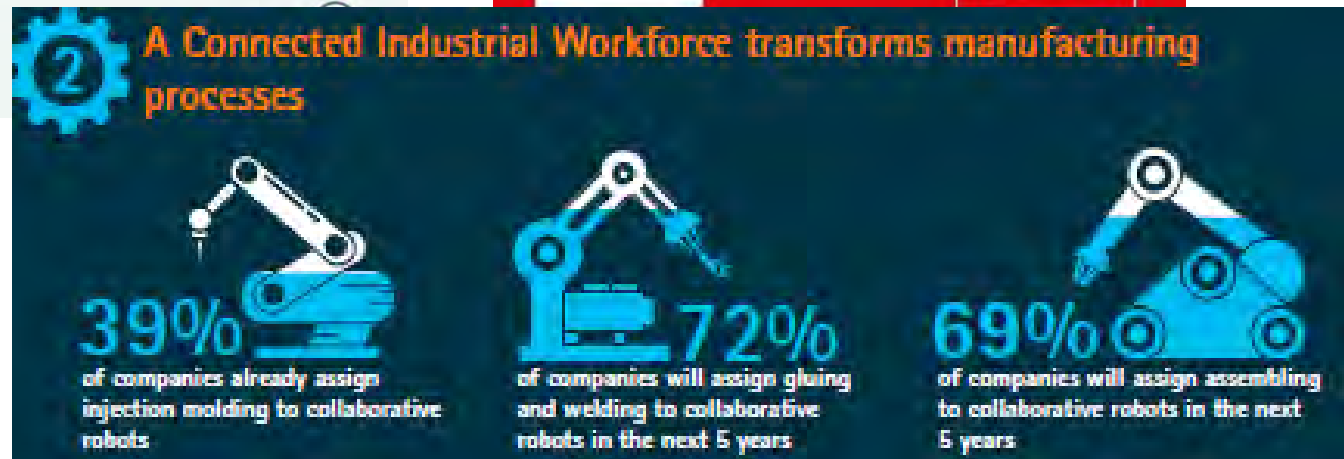 2
A Connected Industrial Workforce transforms manufacturing
processes
39%
of companies already assign
injection molding to collaborative
robots
72%
of companies will assign gluing
and welding to collaborative
robots in the next 5 years
69%
of companies will assign assembling
to collaborative robots in the next
5 years